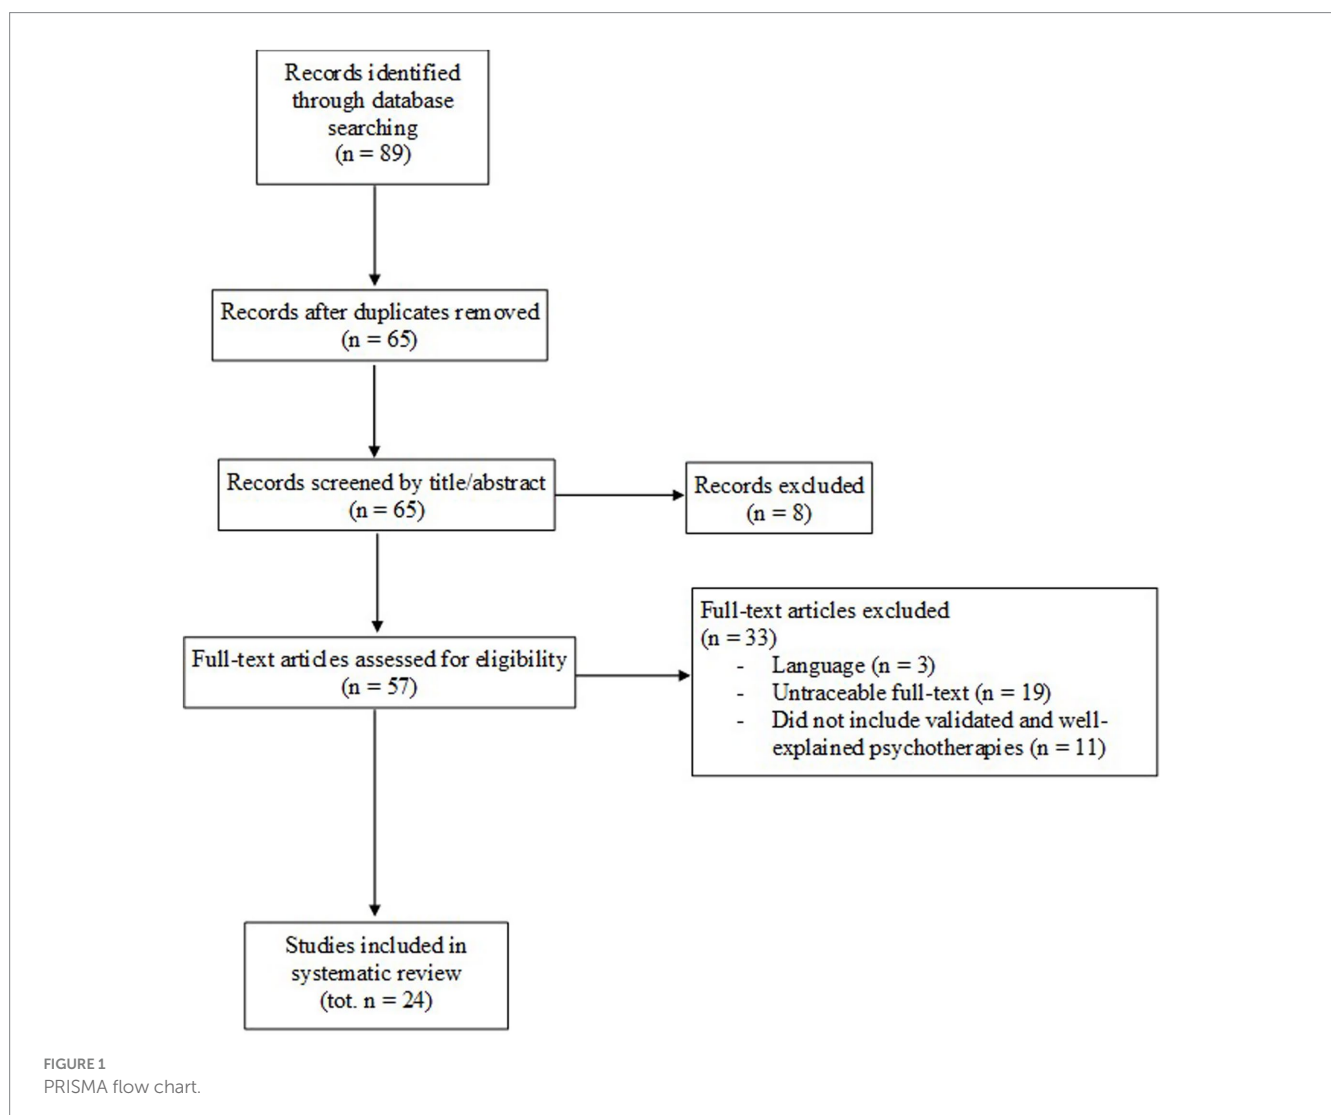 Records identified
through database
searching
(n = 89)
Records after duplicates removed
(n = 65)
Records screened by title/abstract
(n = 65)
Records excluded
(n = 8)
Full-text articles assessed for eligibility
(n = 57)
Full-text articles excluded
(n = 33)
- Language (n = 3)
- Untraceable full-text (n = 19)
- Did not include validated and well-
explained psychotherapies (n = 11)
Studies included in
systematic review
(tot. n = 24)
FIGURE 1
PRISMA flow chart.